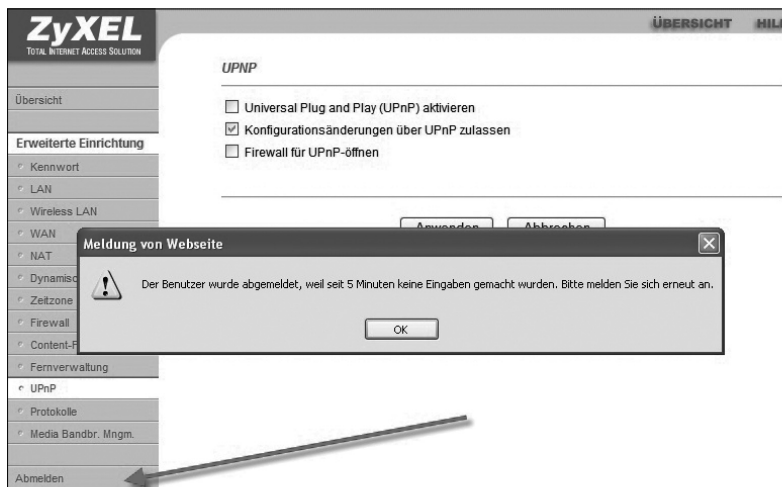 ZyXEL
TOTAL INTERNET ACCESS SOLUTION
ÜBERSICHT
UPNP
Übersicht
Universal Plug and Play (UPnP) aktivieren
Konfigurationsänderungen über UPnP zulassen
Firewall für UPnP-öffnen
Erweiterte Einrichtung
Kennwort
LAN
Wireless LAN
WAN
NAT
Anwenden Abbrechen
Meldung von Webseite
Der Benutzer wurde abgemeldet, weil seit 5 Minuten keine Eingaben gemacht wurden. Bitte melden Sie sich erneut an.
OK
Zeitzone
Firewall
Fernverwaltung
UPnP
Protokolle
Media Bandbr. Mngm.
Abmelden